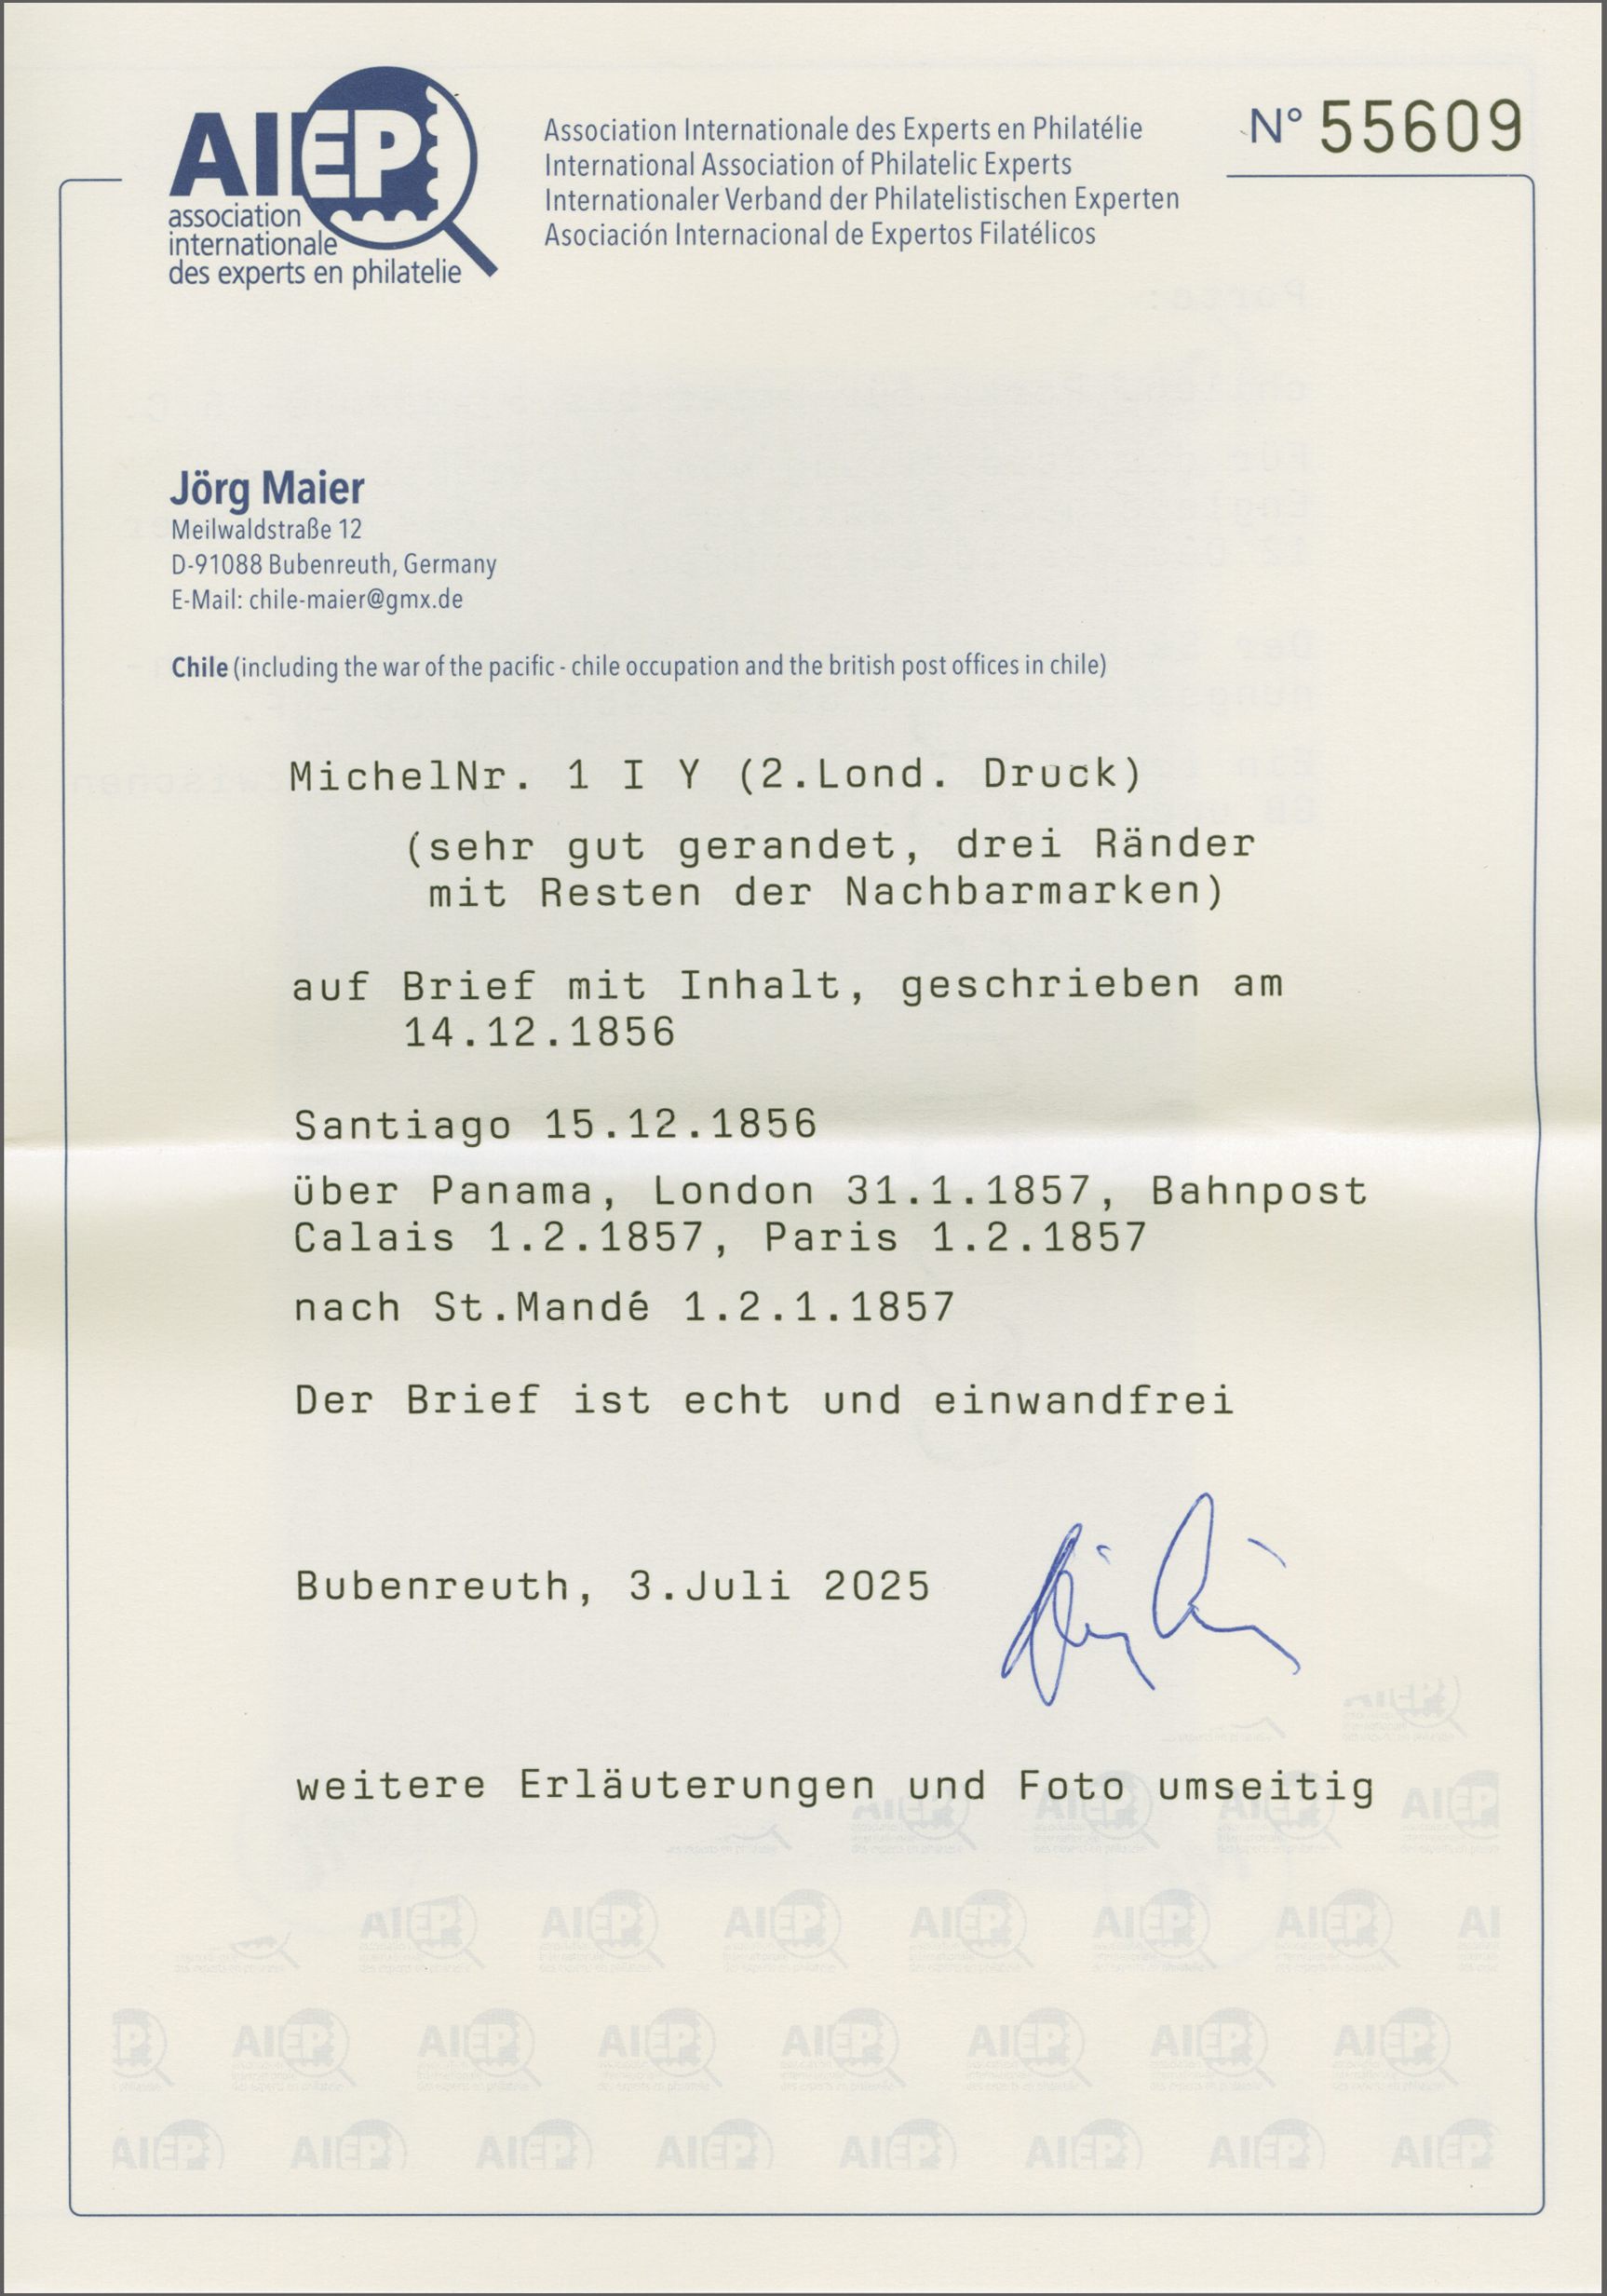 AIEP
association
internationale
des experts en philatelie
Association Internationale des Experts en Philatélie
International Association of Philatelic Experts
Internationaler Verband der Philatelistischen Experten
Asociación Internacional de Expertos Filatélicos
N° 55609
Jörg Maier
Meilwaldstraße 12
D-91088 Bubenreuth, Germany
E-Mail: chile-maier@gmx.de
Chile (including the war of the pacific - chile occupation and the british post offices in chile)
MichelNr. 1 I Y (2.Lond. Druck)
(sehr gut gerandet, drei Ränder
mit Resten der Nachbarmarken)
auf Brief mit Inhalt, geschrieben am
14.12.1856
Santiago 15.12.1856
über Panama, London 31.1.1857, Bahnpost
Calais 1.2.1857, Paris 1.2.1857
nach St.Mandé 1.2.1.1857
Der Brief ist echt und einwandfrei
Bubenreuth, 3.Juli 2025
weitere Erläuterungen und Foto umseitig